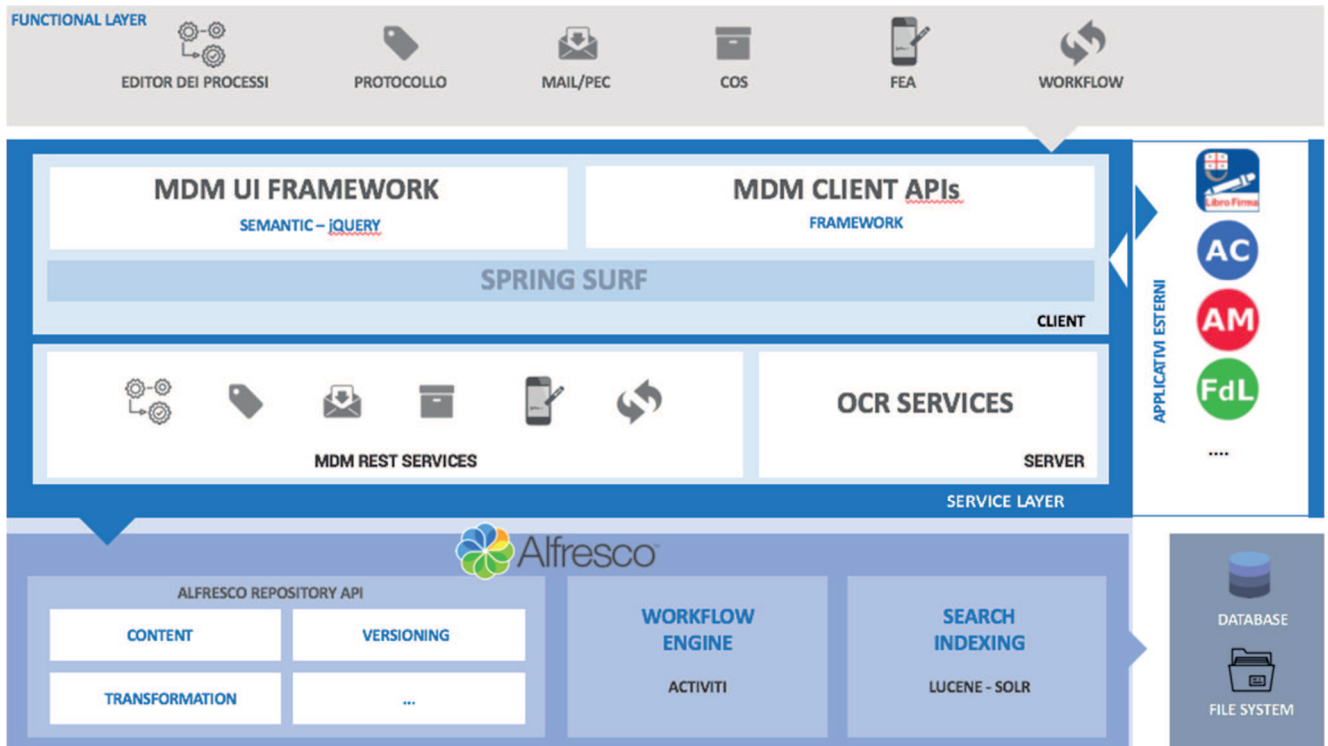 FUNCTIONAL LAYER
EDITOR DEI PROCESSI
PROTOCOLLO
MAIL/PEC
COS
FEA
WORKFLOW
MDM UI FRAMEWORK
SEMANTIC – jQUERY
MDM CLIENT APIs
FRAMEWORK
SPRING SURF
CLIENT
MDM REST SERVICES
OCR SERVICES
SERVER
SERVICE LAYER
APPLICATIVI ESTERNI
Libro Firma
AC
AM
FdL
....
Alfresco
ALFRESCO REPOSITORY API
CONTENT
VERSIONING
TRANSFORMATION
...
WORKFLOW
ENGINE
ACTIVITI
SEARCH
INDEXING
LUCENE - SOLR
DATABASE
FILE SYSTEM